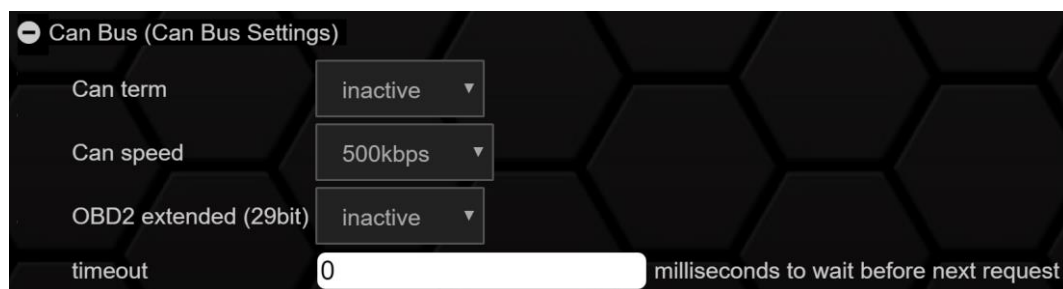 Can Bus (Can Bus Settings)
Can term inactive
Can speed 500kbps
OBD2 extended (29bit) inactive
timeout 0 milliseconds to wait before next request